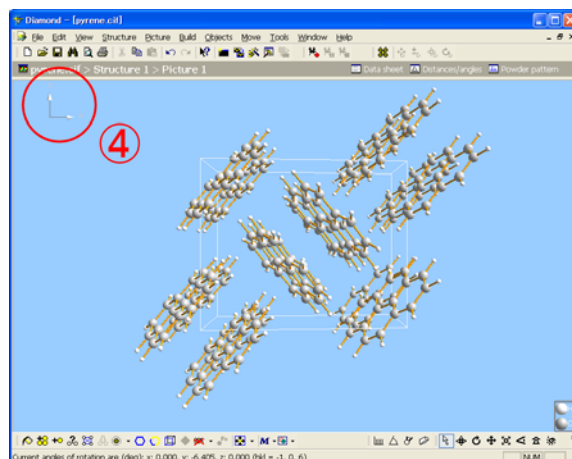 Diamond - [pyrene.cif]
File Edit View Structure Picture Build Objects Move Tools Window Help
pyrene.cif > Structure 1 > Picture 1
Data sheet Distances/angles Powder pattern
④
Current angles of rotation are (deg): x: 0.000, y: -6.405, z: 0.000 (hkl = -1, 0, 6)
NUM